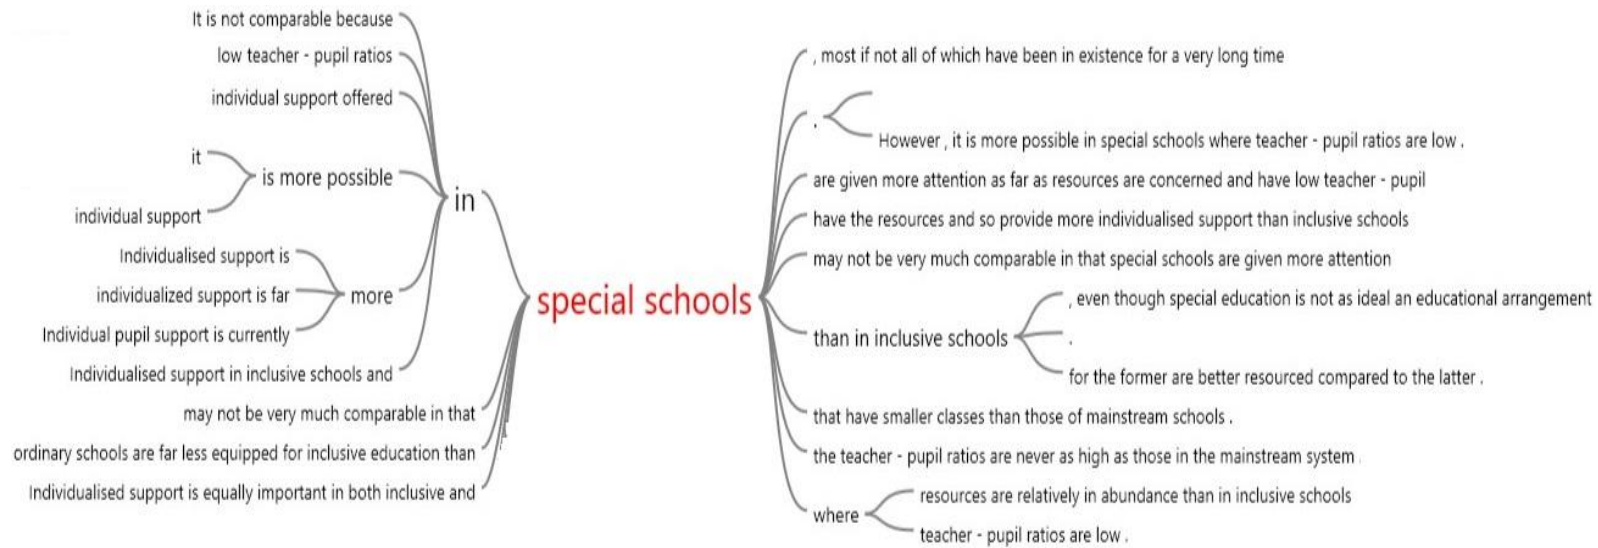 It is not comparable because
low teacher - pupil ratios
individual support offered
it
is more possible
individual support
in
Individualised support is
individualized support is far
more
Individual pupil support is currently
Individualised support in inclusive schools and
may not be very much comparable in that
ordinary schools are far less equipped for inclusive education than
Individualised support is equally important in both inclusive and
special schools
, most if not all of which have been in existence for a very long time
.
However , it is more possible in special schools where teacher - pupil ratios are low .
are given more attention as far as resources are concerned and have low teacher - pupil
have the resources and so provide more individualised support than inclusive schools
may not be very much comparable in that special schools are given more attention
than in inclusive schools
, even though special education is not as ideal an educational arrangement
.
for the former are better resourced compared to the latter .
that have smaller classes than those of mainstream schools .
the teacher - pupil ratios are never as high as those in the mainstream system
where
resources are relatively in abundance than in inclusive schools
teacher - pupil ratios are low .